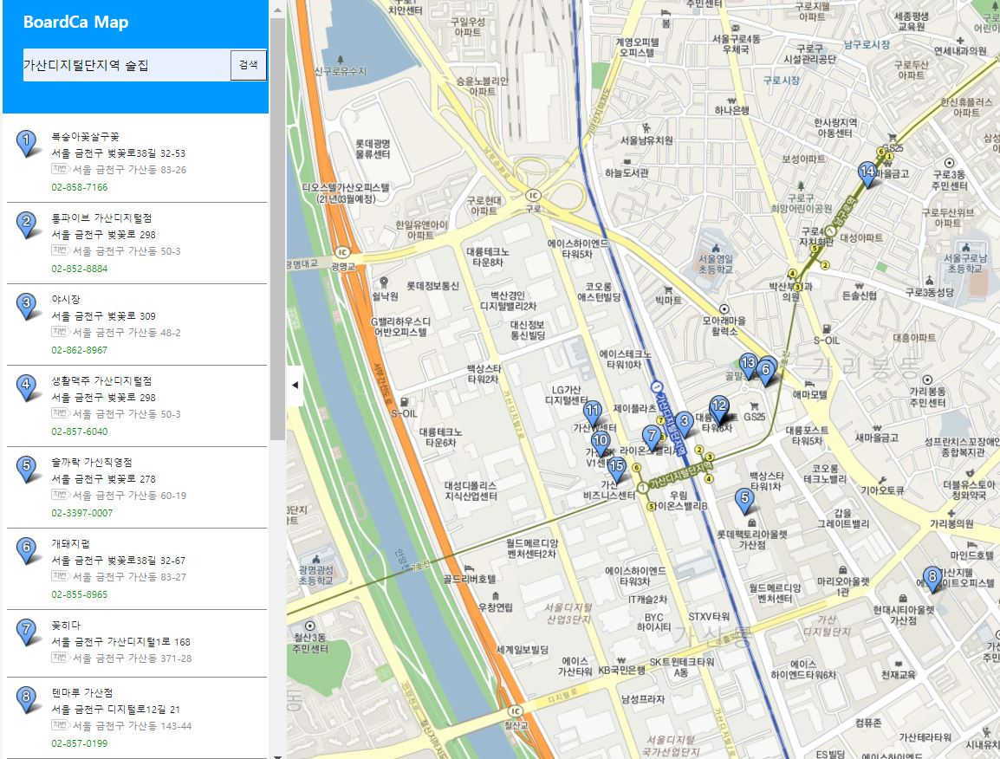 BoardCa Map
가산디지털단지역 술집
검색
1
복숭아꽃살구꽃
서울 금천구 벚꽃로38길 32-53
지번 서울 금천구 가산동 83-26
02-858-7166
2
통파이브 가산디지털점
서울 금천구 벚꽃로 298
지번 서울 금천구 가산동 50-3
02-852-8884
3
야시장
서울 금천구 벚꽃로 309
지번 서울 금천구 가산동 48-2
02-862-8967
4
생활맥주 가산디지털점
서울 금천구 벚꽃로 298
지번 서울 금천구 가산동 50-3
02-857-6040
5
술까락 가신직영점
서울 금천구 벚꽃로 278
지번 서울 금천구 가산동 60-19
02-3397-0007
6
개돼지펍
서울 금천구 벚꽃로38길 32-67
지번 서울 금천구 가산동 83-27
02-855-8965
7
꽃히다
서울 금천구 가산디지털1로 168
지번 서울 금천구 가산동 371-28
8
텐마루 가산점
서울 금천구 디지털로12길 21
지번 서울 금천구 가산동 143-44
02-857-0199
치안센터
구일우성
아파트
계영오피텔
오피스텔
서울구로4동
우체국
구로지웰
아파트
세종평생
교육원
남구로시장
구로구
시설관리공단
연세내과의원
구로두산
아파트
신구로유수지
승윤노블리안
아파트
구로시장
하나은행
한신휴플러스
아파트
한사랑지역
아동센터
GS25
롯데광명
물류센터
서울남유치원
하늘도서관
보성아파트
14
마을금고
구로3동
주민센터
디오스텔가산오피스텔
(21년03월예정)
IC
구로
구로현대
아파트
구로구
희망어린이공원
남구로역
구로두산위브
아파트
한일유앤아이
아파트
구로4동
자치회관
대성아파트
에이스하이엔드
타워5차
대륭테크노
타운8차
광명대교
IC
광명교
서울영일
초등학교
서울구로남
초등학교
롯데정보통신
쉼낙원
코오롱
애스턴빌딩
벽산경인
디지털밸리2차
빅마트
박산부인과
의원
든솔신협
구로3동성당
모아래마을
활력소
G밸리하우스디
어반오피스텔
대신정보
통신빌딩
S-OIL
대흥아파트
에이스테크노
타워10차
백상스타
타워2차
서부간선도로
13
6
가리봉동
애마모텔
가리봉동
주민센터
LG가산
디지털센터
제이플라츠
11
12
GS25
S-OIL
3
대륭테크노
타운6차
7
10
라이온스밸리A
가산디지털단지역
대륭포스트
타워5차
새마을금고
성프란치스꼬장애인
종합복지관
V1센터
15
가산
비즈니스센터
가산디지털단지역
코오롱
테크노밸리
백상스타
타워1차
더블유스토어
청와약국
기아오토큐
대성디폴리스
지식산업센터
우림
라이온스밸리B
5
갑을
그레이트밸리
롯데팩토리아울렛
가산점
가리봉의원
월드메르디앙
벤처센터2차
마인드호텔
안양천
7호선
광명광성
초등학교
골드리버호텔
에이스하이엔드
타워3차
마리오아울렛
1관
8
가산지웰
월드메르디앙
벤처센터
IT캐슬2차
우창연립
서울디지털
산업3단지
BYC
하이시티
STXV타워
현대시티아울렛
가산점
가산
디지털단지
철산3동
주민센터
가산동
세계일보빌딩
에이스
가산타워
KB국민은행
SK트윈테크타워
A동
에이스
하이엔드타워6차
천재교육
남성프라자
디지털로
IC
철산교
컴퓨존
가산테라타워
서울디지털
국가산업단지
ES빌딩
에이스하이엔드